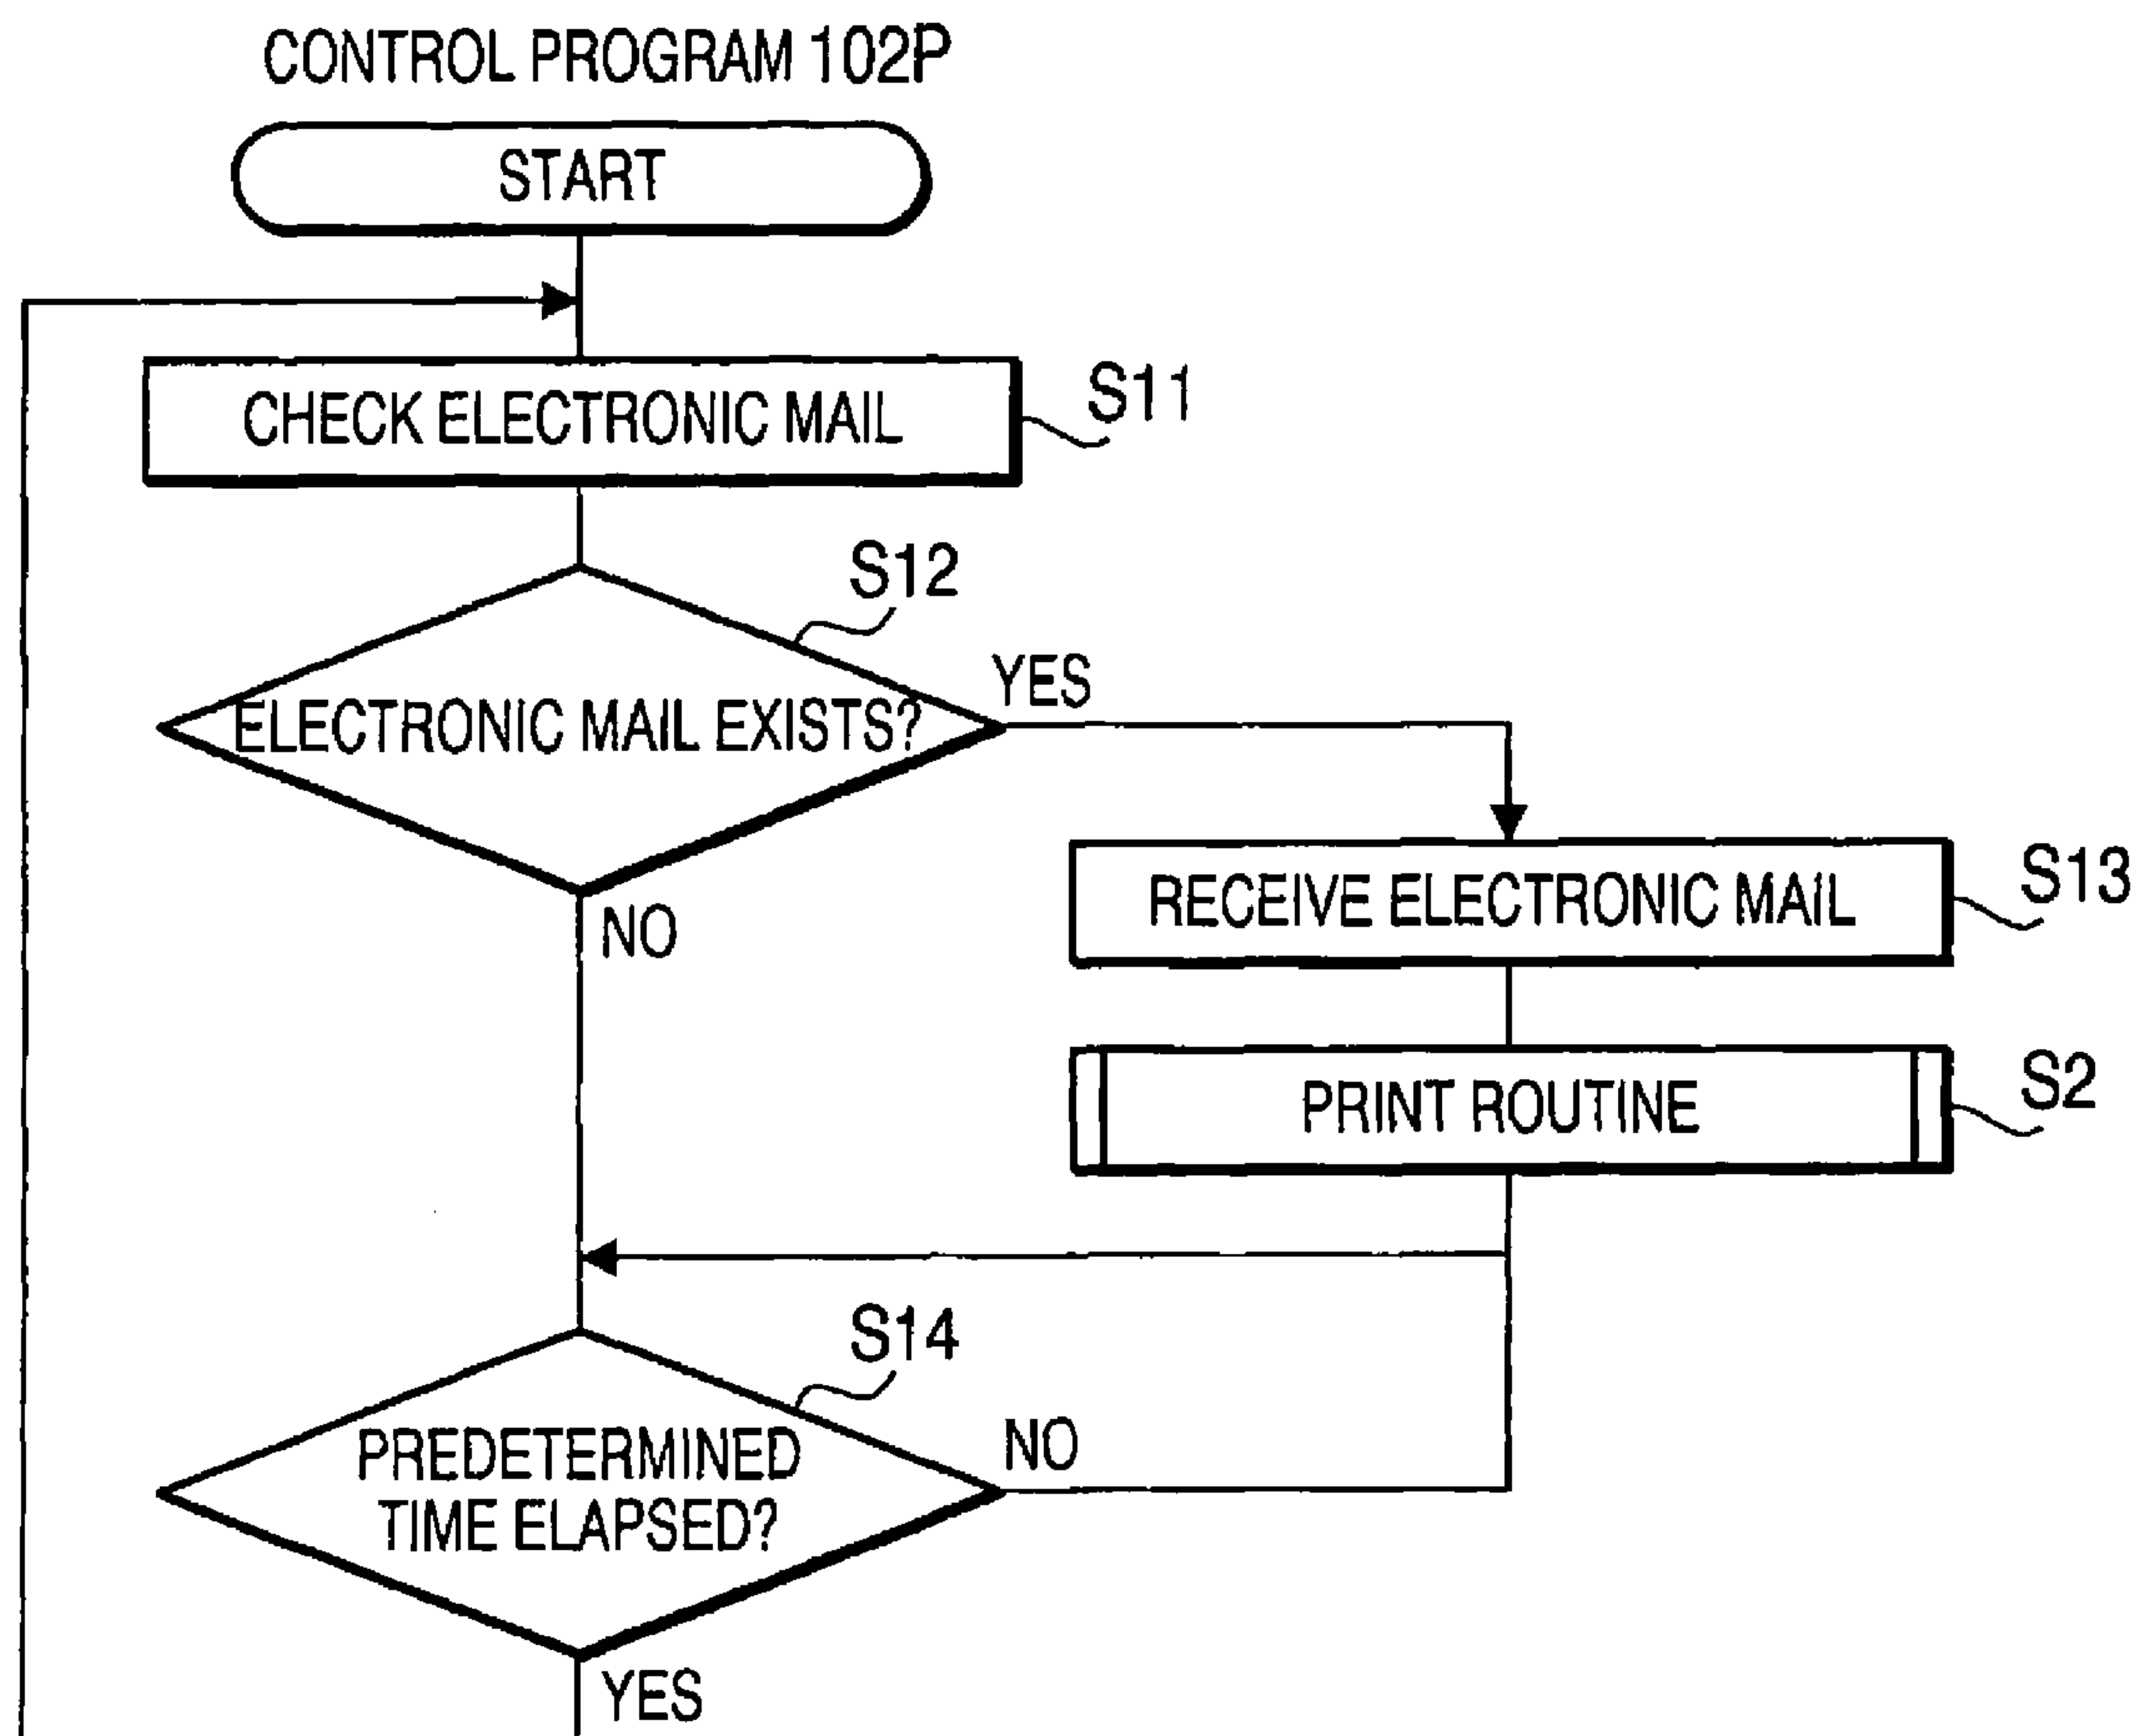 CONTROL PROGRAM 102P
START
CHECK ELECTRONIC MAIL
S11
S12
ELECTRONIC MAIL EXISTS?
YES
NO
RECEIVE ELECTRONIC MAIL
S13
PRINT ROUTINE
S2
S14
PREDETERMINED
TIME ELAPSED?
NO
YES